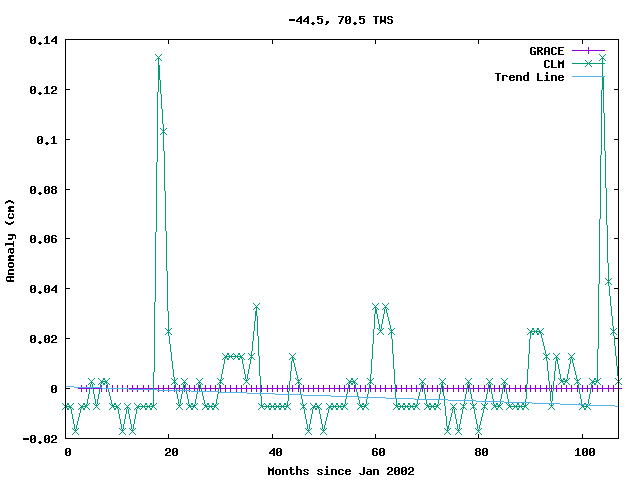 -44.5, 70.5 TWS
GRACE
CLM
Trend Line
0.14
0.12
0.1
0.08
0.06
0.04
0.02
0
-0.02
Anomaly (cm)
0 20 40 60 80 100
Months since Jan 2002